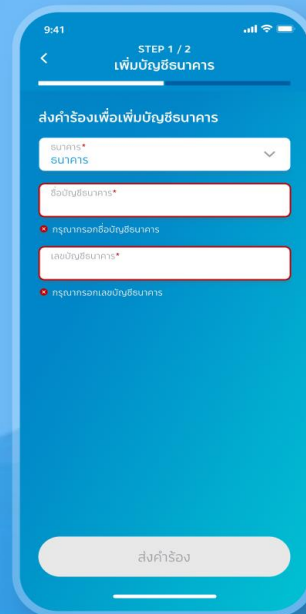 9:41
STEP 1 / 2
เพิ่มบัญชีธนาคาร
ส่งคำร้องเพื่อเพิ่มบัญชีธนาคาร
ธนาคาร*
ธนาคาร
ชื่อบัญชีธนาคาร*
กรุณากรอกชื่อบัญชีธนาคาร
เลขบัญชีธนาคาร*
กรุณากรอกเลขบัญชีธนาคาร
ส่งคำร้อง